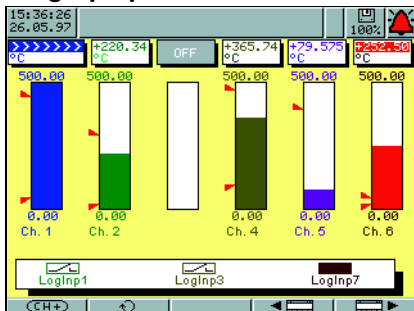 15:36:26
26.05.97
100%
>>>>>>> +220.34 OFF +365.74 +79.575 +252.50
°C °C °C °C °C
500.00 500.00 500.00 500.00 500.00
0.00 0.00 0.00 0.00 0.00
Ch. 1 Ch. 2 Ch. 4 Ch. 5 Ch. 6
LogInp1 LogInp3 LogInp7
(CH+)